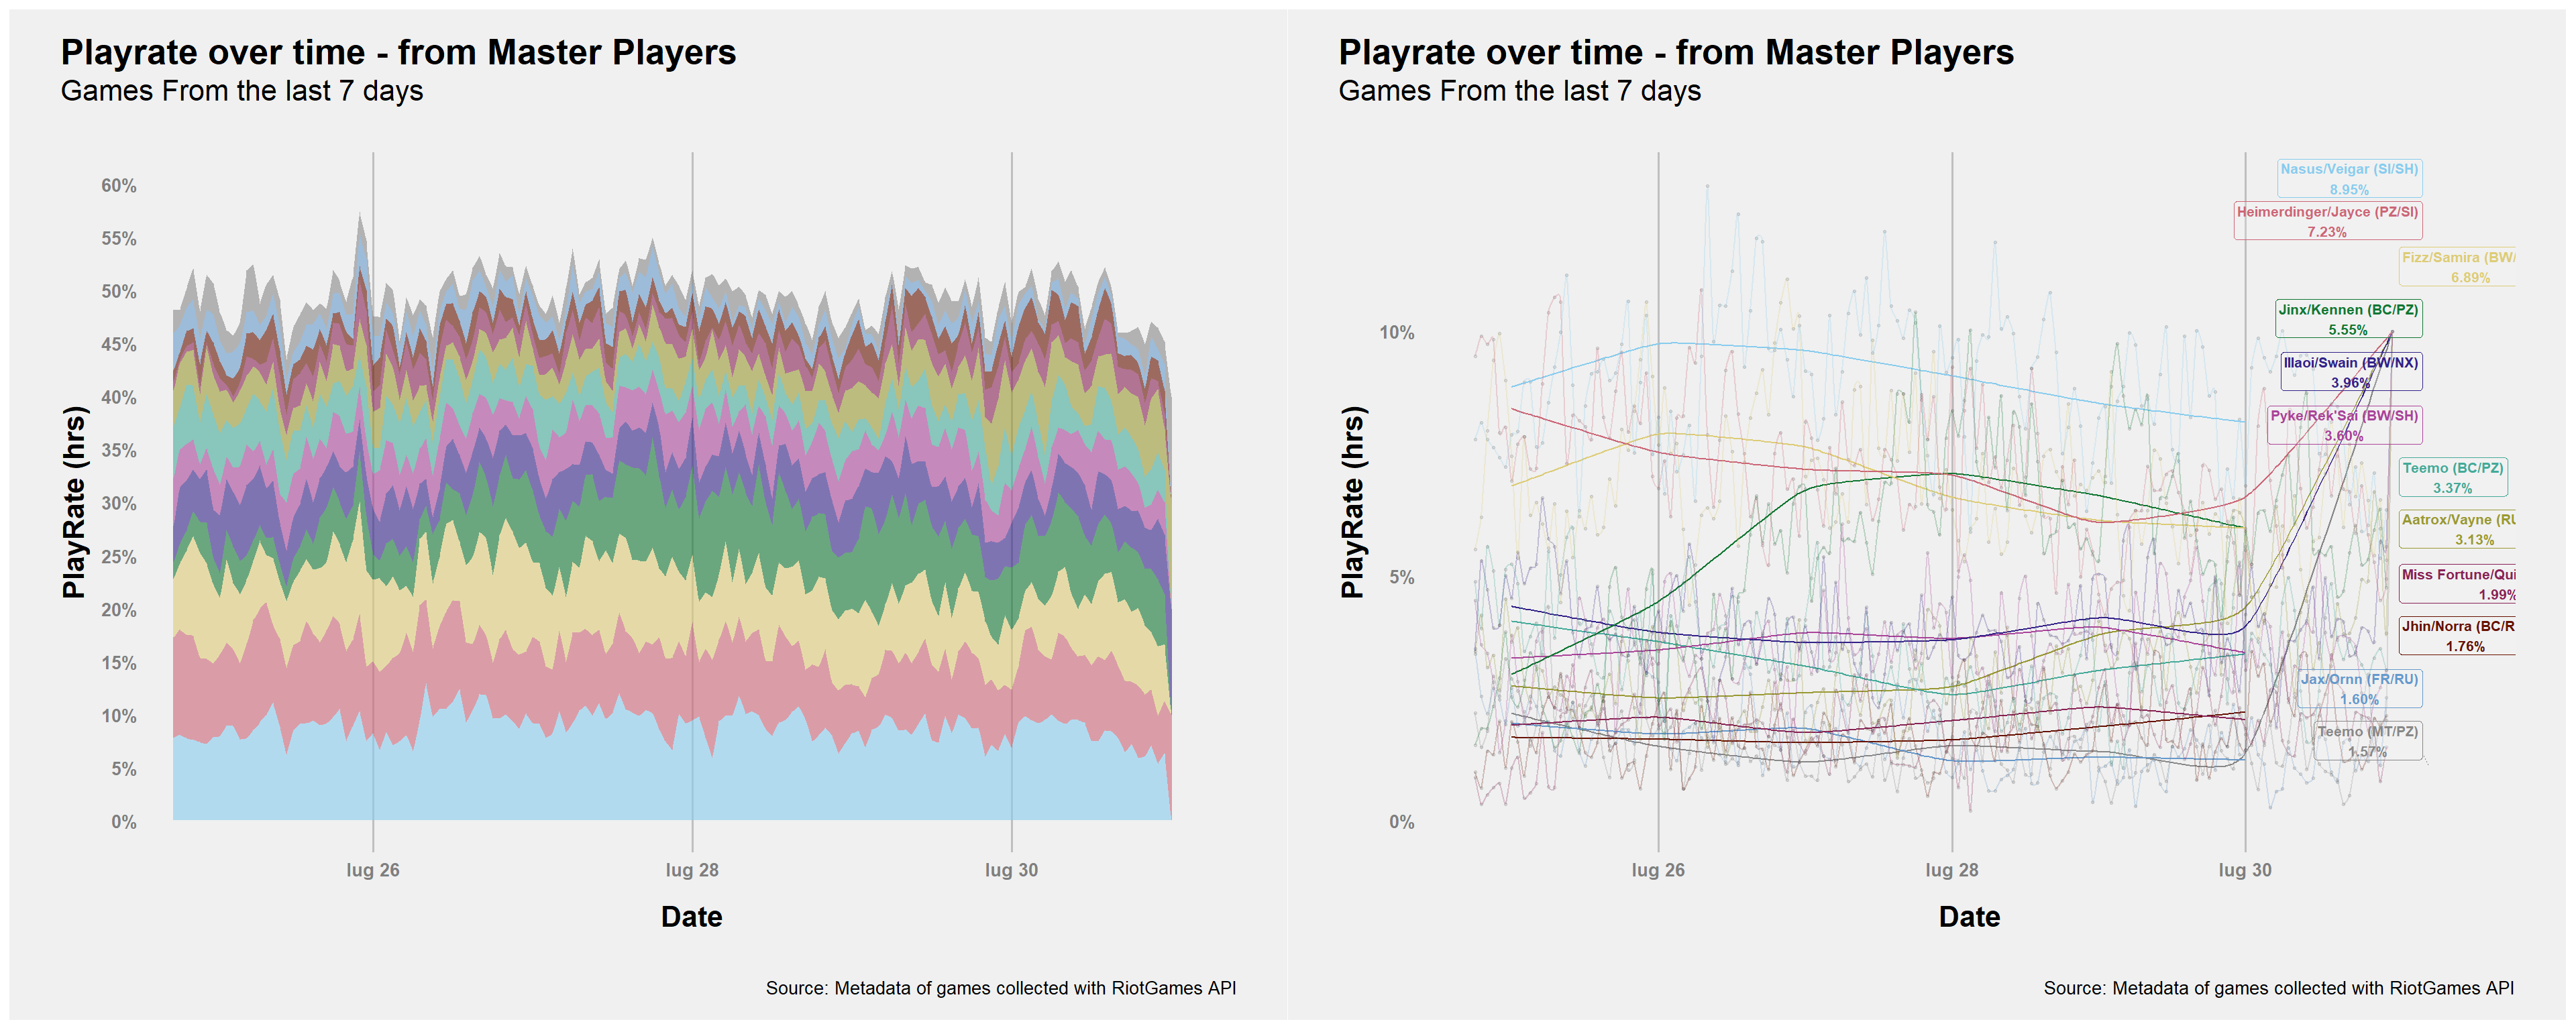 Playrate over time - from Master Players
Games From the last 7 days
60%
55%
50%
45%
40%
35%
30%
25%
20%
15%
10%
5%
0%
PlayRate (hrs)
lug 26
lug 28
lug 30
Date
Source: Metadata of games collected with RiotGames API
Playrate over time - from Master Players
Games From the last 7 days
10%
5%
0%
PlayRate (hrs)
Nasus/Veigar (SI/SH)
8.95%
Heimerdinger/Jayce (PZ/SI)
7.23%
Fizz/Samira (BW/
6.89%
Jinx/Kennen (BC/PZ)
5.55%
Illaoi/Swain (BW/NX)
3.96%
Pyke/Rek'Sai (BW/SH)
3.60%
Teemo (BC/PZ)
3.37%
Aatrox/Vayne (RU
3.13%
Miss Fortune/Qui
1.99%
Jhin/Norra (BC/R
1.76%
Jax/Ornn (FR/RU)
1.60%
Teemo (MT/PZ)
1.57%
lug 26
lug 28
lug 30
Date
Source: Metadata of games collected with RiotGames API